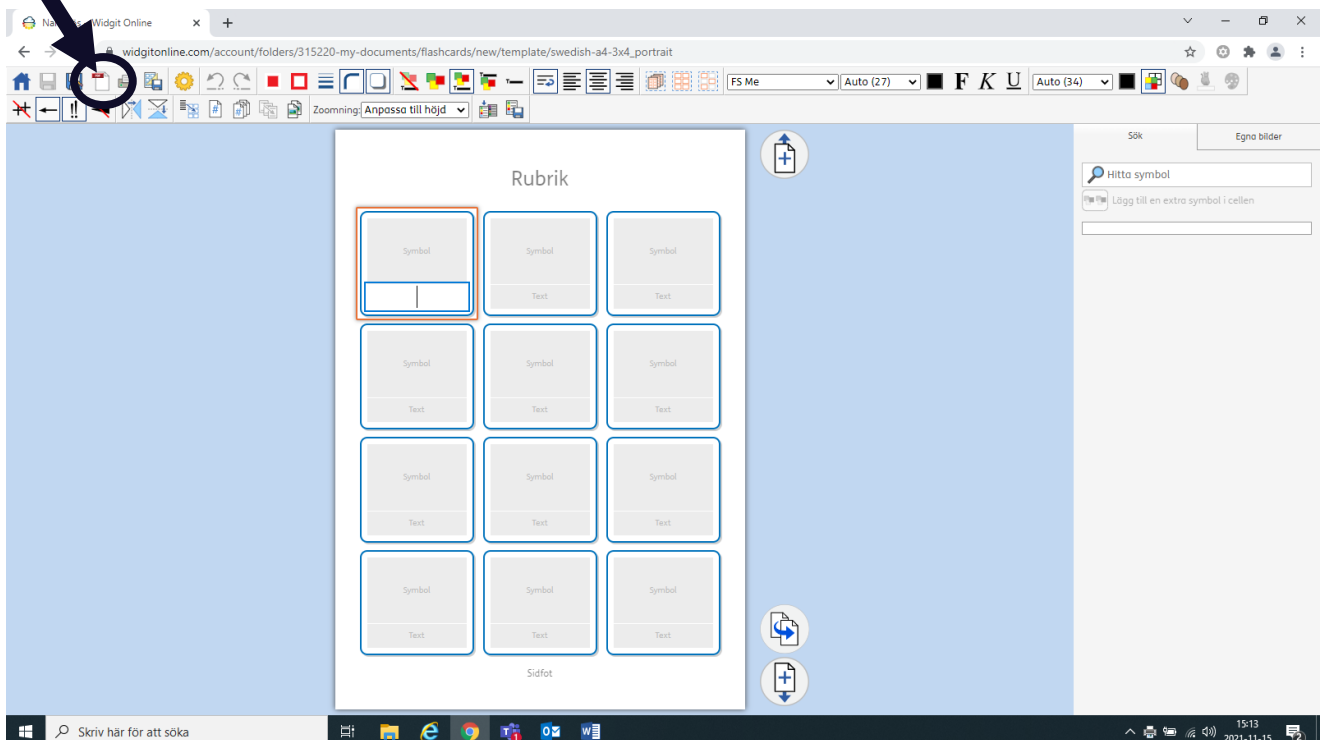 Widgit Online
widgitonline.com/account/folders/315220-my-documents/flashcards/new/template/swedish-a4-3x4_portrait
FS Me Auto (27) F K U Auto (34)
Zoomning: Anpassa till höjd
Sök Egna bilder
Hitta symbol
Lägg till en extra symbol i cellen
Rubrik
Symbol Symbol Symbol
Text Text
Symbol Symbol Symbol
Text Text Text
Symbol Symbol Symbol
Text Text Text
Symbol Symbol Symbol
Text Text Text
Sidfot
Skriv här för att söka
15:13
2021-11-15